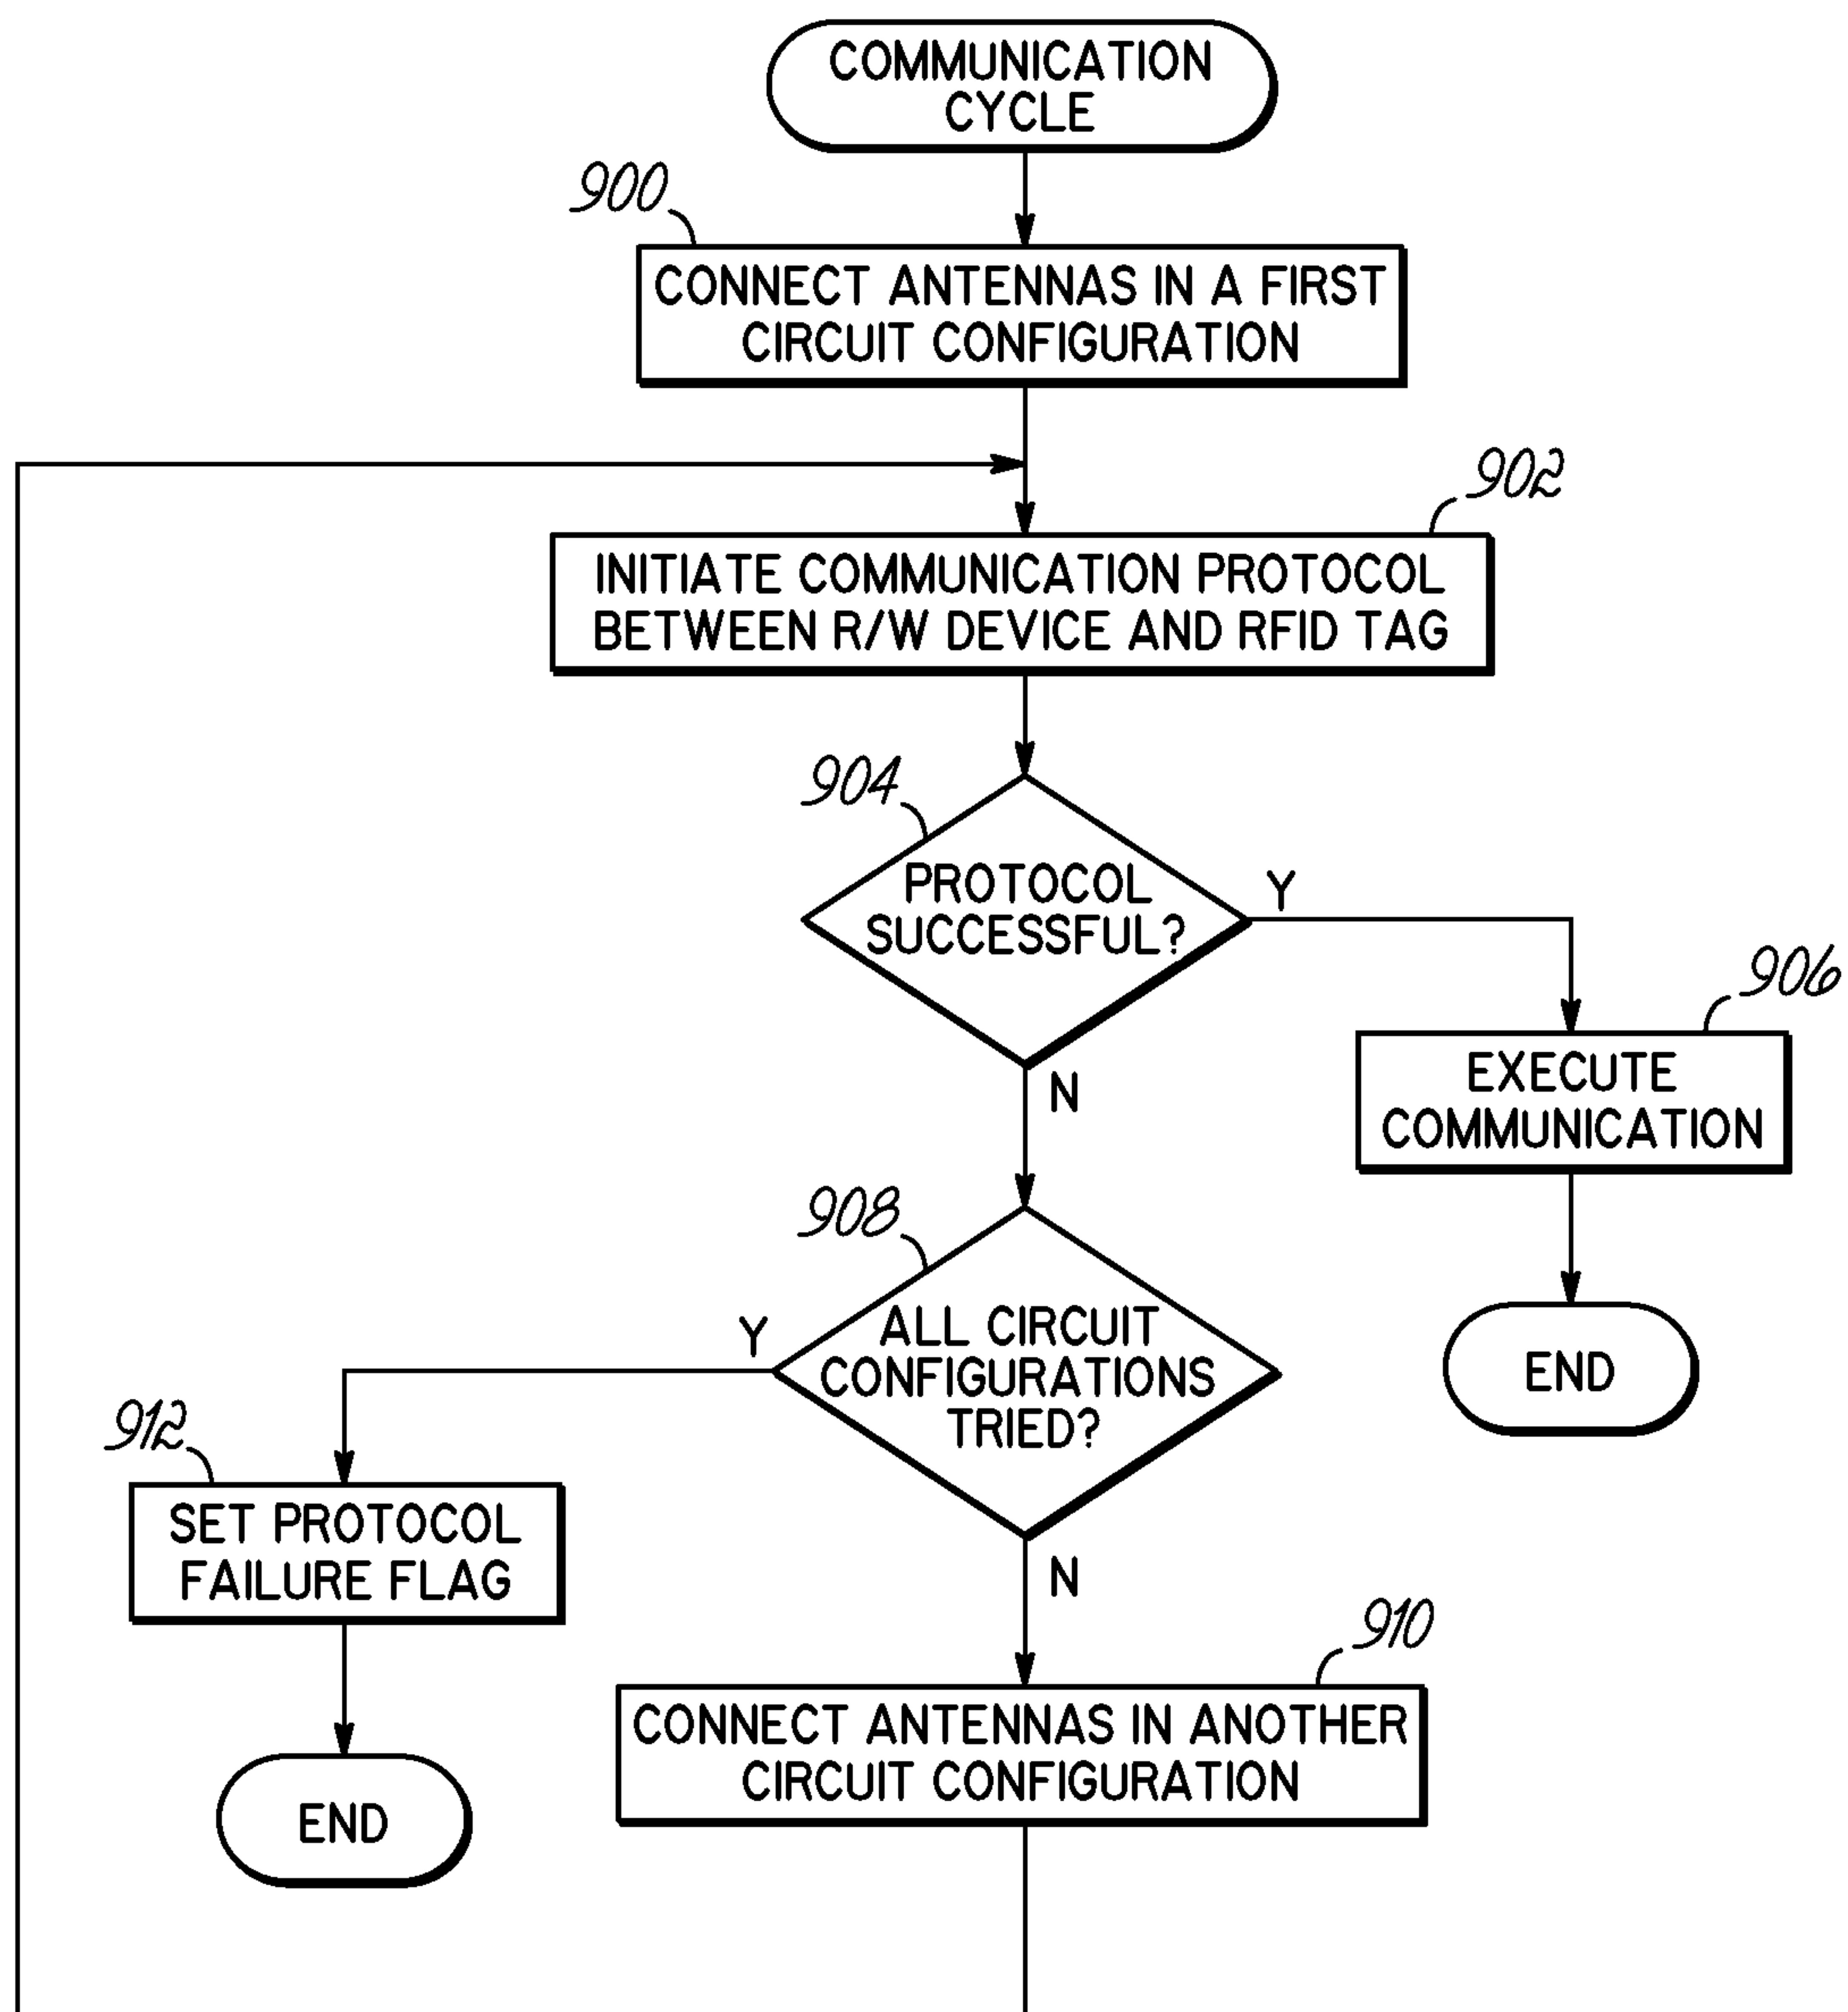 COMMUNICATION
CYCLE
900
CONNECT ANTENNAS IN A FIRST
CIRCUIT CONFIGURATION
902
INITIATE COMMUNICATION PROTOCOL
BETWEEN R/W DEVICE AND RFID TAG
904
PROTOCOL
SUCCESSFUL?
Y
906
EXECUTE
COMMUNICATION
END
N
908
ALL CIRCUIT
CONFIGURATIONS
TRIED?
Y
912
SET PROTOCOL
FAILURE FLAG
END
N
910
CONNECT ANTENNAS IN ANOTHER
CIRCUIT CONFIGURATION